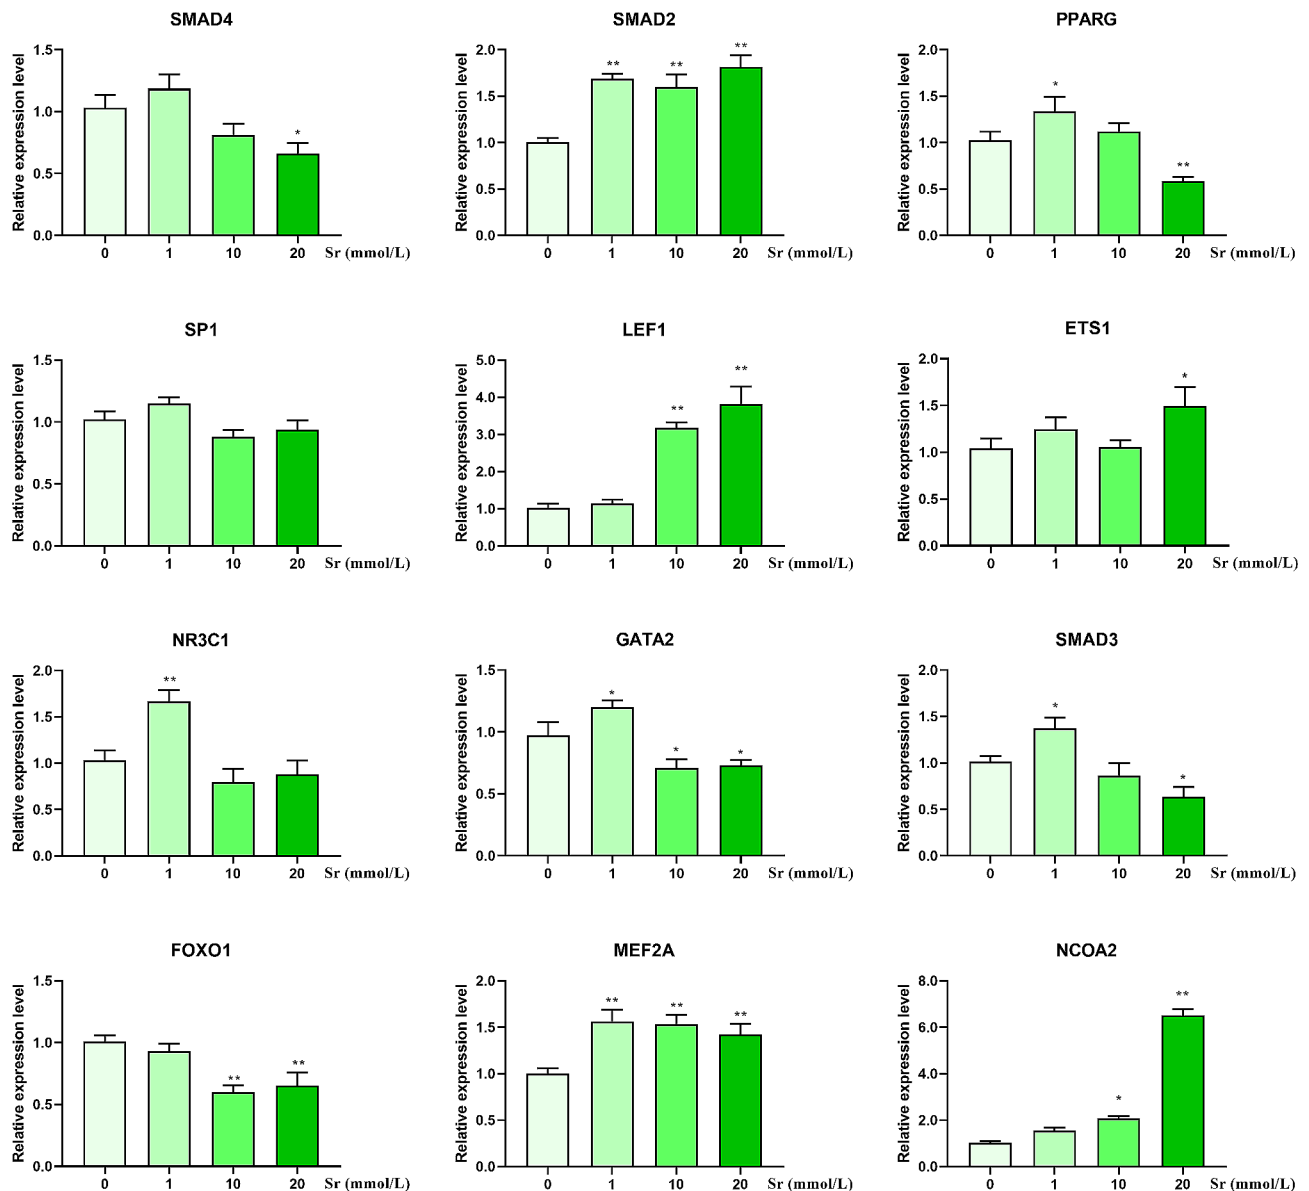 SMAD4
Relative expression level
1.5
1.0
0.5
0.0
*
0 1 10 20 Sr (mmol/L)
SMAD2
Relative expression level
2.0
1.5
1.0
0.5
0.0
** ** **
0 1 10 20 Sr (mmol/L)
PPARG
Relative expression level
2.0
1.5
1.0
0.5
0.0
* **
0 1 10 20 Sr (mmol/L)
SP1
Relative expression level
1.5
1.0
0.5
0.0
0 1 10 20 Sr (mmol/L)
LEF1
Relative expression level
5.0
4.0
3.0
2.0
1.0
0.0
** **
0 1 10 20 Sr (mmol/L)
ETS1
Relative expression level
2.0
1.5
1.0
0.5
0.0
*
0 1 10 20 Sr (mmol/L)
NR3C1
Relative expression level
2.0
1.5
1.0
0.5
0.0
**
0 1 10 20 Sr (mmol/L)
GATA2
Relative expression level
1.5
1.0
0.5
0.0
* * *
0 1 10 20 Sr (mmol/L)
SMAD3
Relative expression level
2.0
1.5
1.0
0.5
0.0
* *
0 1 10 20 Sr (mmol/L)
FOXO1
Relative expression level
1.5
1.0
0.5
0.0
** **
0 1 10 20 Sr (mmol/L)
MEF2A
Relative expression level
2.0
1.5
1.0
0.5
0.0
** ** **
0 1 10 20 Sr (mmol/L)
NCOA2
Relative expression level
8.0
6.0
4.0
2.0
0.0
* **
0 1 10 20 Sr (mmol/L)